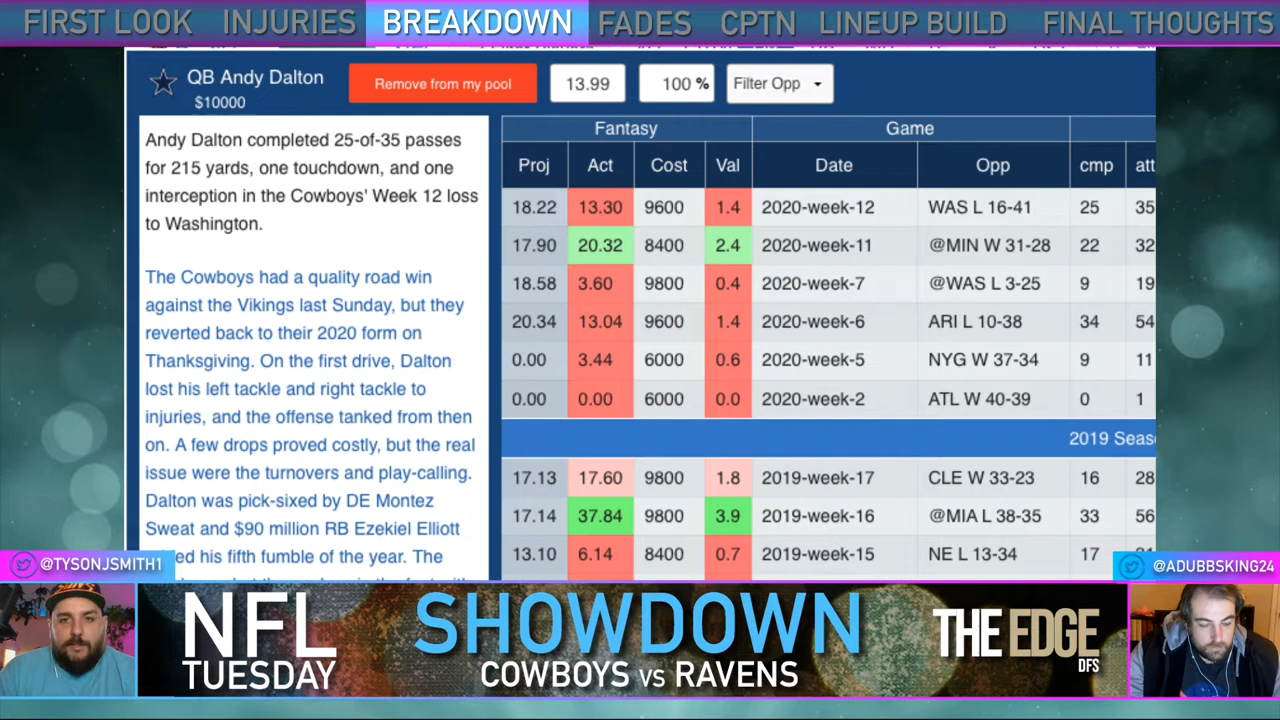 FIRST LOOK INJURIES BREAKDOWN FADES CPTN LINEUP BUILD FINAL THOUGHTS
QB Andy Dalton
$10000
Remove from my pool
13.99
100 %
Filter Opp
Andy Dalton completed 25-of-35 passes
for 215 yards, one touchdown, and one
interception in the Cowboys' Week 12 loss
to Washington.
The Cowboys had a quality road win
against the Vikings last Sunday, but they
reverted back to their 2020 form on
Thanksgiving. On the first drive, Dalton
lost his left tackle and right tackle to
injuries, and the offense tanked from then
on. A few drops proved costly, but the real
issue were the turnovers and play-calling.
Dalton was pick-sixed by DE Montez
Sweat and $90 million RB Ezekiel Elliott
his fifth fumble of the year. The
Fantasy Game
Proj Act Cost Val Date Opp cmp att
18.22 13.30 9600 1.4 2020-week-12 WAS L 16-41 25 35
17.90 20.32 8400 2.4 2020-week-11 @MIN W 31-28 22 32
18.58 3.60 9800 0.4 2020-week-7 @WAS L 3-25 9 19
20.34 13.04 9600 1.4 2020-week-6 ARI L 10-38 34 54
0.00 3.44 6000 0.6 2020-week-5 NYG W 37-34 9 11
0.00 0.00 6000 0.0 2020-week-2 ATL W 40-39 0 1
2019 Seas
17.13 17.60 9800 1.8 2019-week-17 CLE W 33-23 16 28
17.14 37.84 9800 3.9 2019-week-16 @MIA L 38-35 33 56
13.10 6.14 8400 0.7 2019-week-15 NE L 13-34 17
@TYSONJSMITH1
@ADUBBSKING24
NFL
TUESDAY
SHOWDOWN
COWBOYS VS RAVENS
THE EDGE
DFS